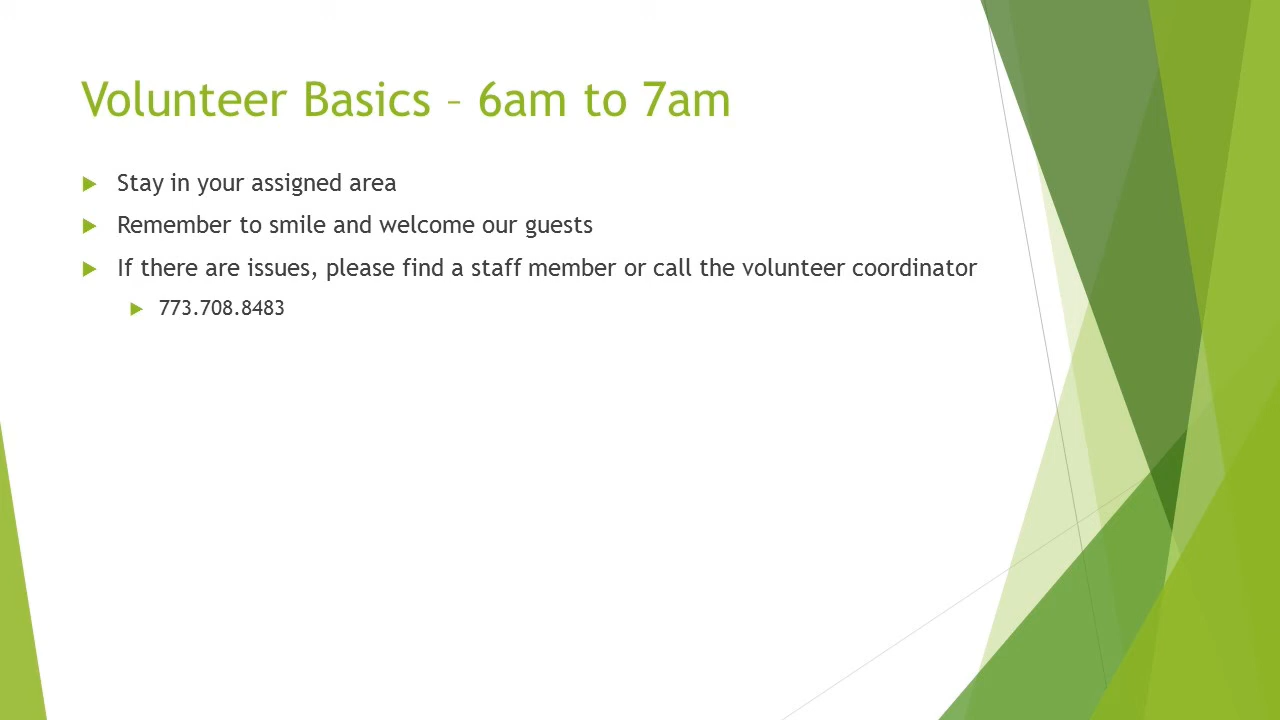 Volunteer Basics – 6am to 7am
Stay in your assigned area
Remember to smile and welcome our guests
If there are issues, please find a staff member or call the volunteer coordinator
773.708.8483